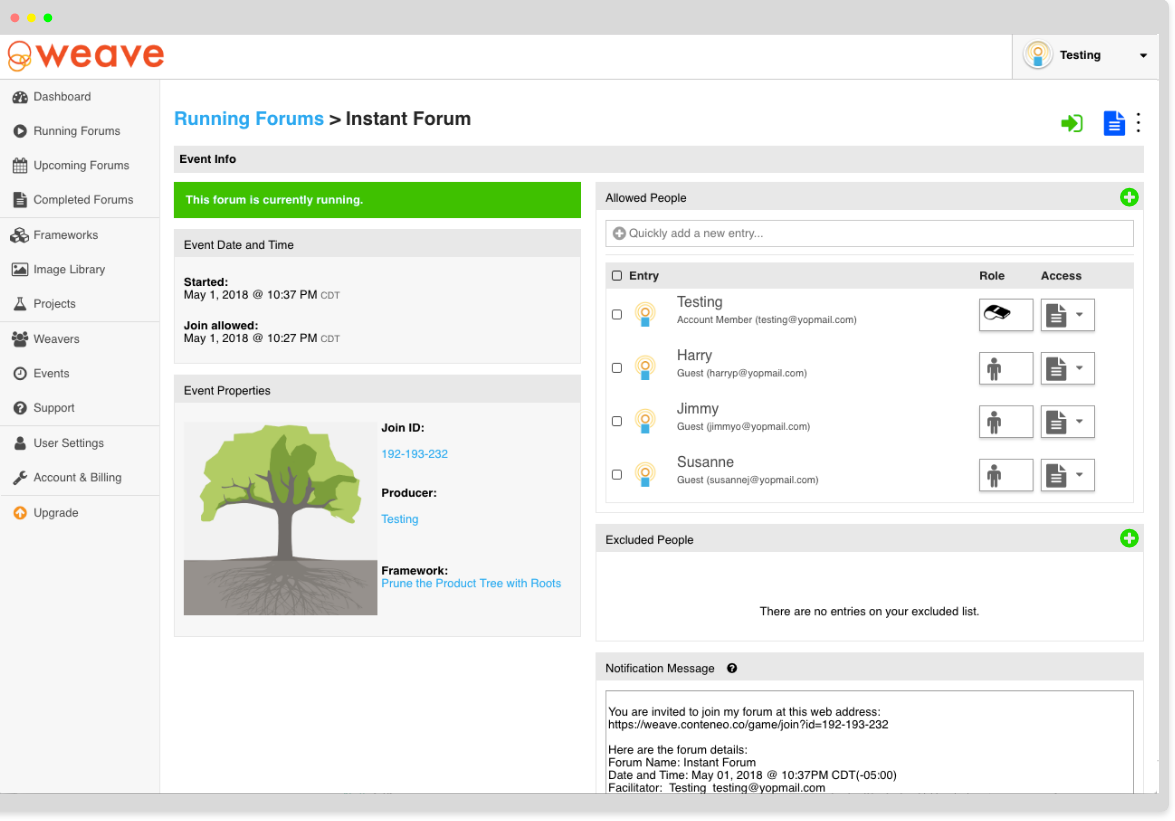 weave
Testing
Dashboard
Running Forums
Upcoming Forums
Completed Forums
Frameworks
Image Library
Projects
Weavers
Events
Support
User Settings
Account & Billing
Upgrade
Running Forums > Instant Forum
Event Info
This forum is currently running.
Event Date and Time
Started:
May 1, 2018 @ 10:37 PM CDT
Join allowed:
May 1, 2018 @ 10:27 PM CDT
Event Properties
Join ID:
192-193-232
Producer:
Testing
Framework:
Prune the Product Tree with Roots
Allowed People
Quickly add a new entry...
Entry Role Access
Testing
Account Member (testing@yopmail.com)
Harry
Guest (harryp@yopmail.com)
Jimmy
Guest (jimmyo@yopmail.com)
Susanne
Guest (susannej@yopmail.com)
Excluded People
There are no entries on your excluded list.
Notification Message
You are invited to join my forum at this web address:
https://weave.conteneo.co/game/join?id=192-193-232
Here are the forum details:
Forum Name: Instant Forum
Date and Time: May 01, 2018 @ 10:37PM CDT(-05:00)
Facilitator: Testing testing@yopmail.com